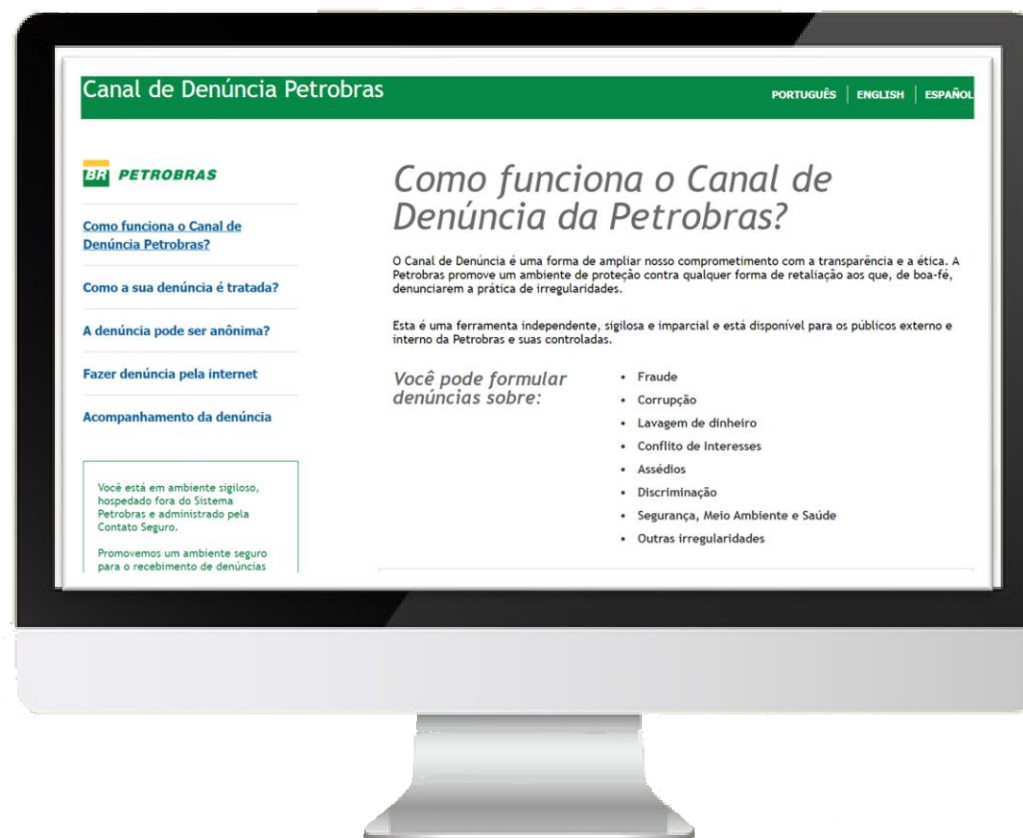 Canal de Denúncia Petrobras
PORTUGUÊS | ENGLISH | ESPAÑOL
BR PETROBRAS
Como funciona o Canal de
Denúncia Petrobras?
Como a sua denúncia é tratada?
A denúncia pode ser anônima?
Fazer denúncia pela internet
Acompanhamento da denúncia
Você está em ambiente sigiloso,
hospedado fora do Sistema
Petrobras e administrado pela
Contato Seguro.
Promovemos um ambiente seguro
para o recebimento de denúncias
Como funciona o Canal de
Denúncia da Petrobras?
O Canal de Denúncia é uma forma de ampliar nosso comprometimento com a transparência e a ética. A
Petrobras promove um ambiente de proteção contra qualquer forma de retaliação aos que, de boa-fé,
denunciarem a prática de irregularidades.
Esta é uma ferramenta independente, sigilosa e imparcial e está disponível para os públicos externo e
interno da Petrobras e suas controladas.
Você pode formular
denúncias sobre:
• Fraude
• Corrupção
• Lavagem de dinheiro
• Conflito de Interesses
• Assédios
• Discriminação
• Segurança, Meio Ambiente e Saúde
• Outras irregularidades